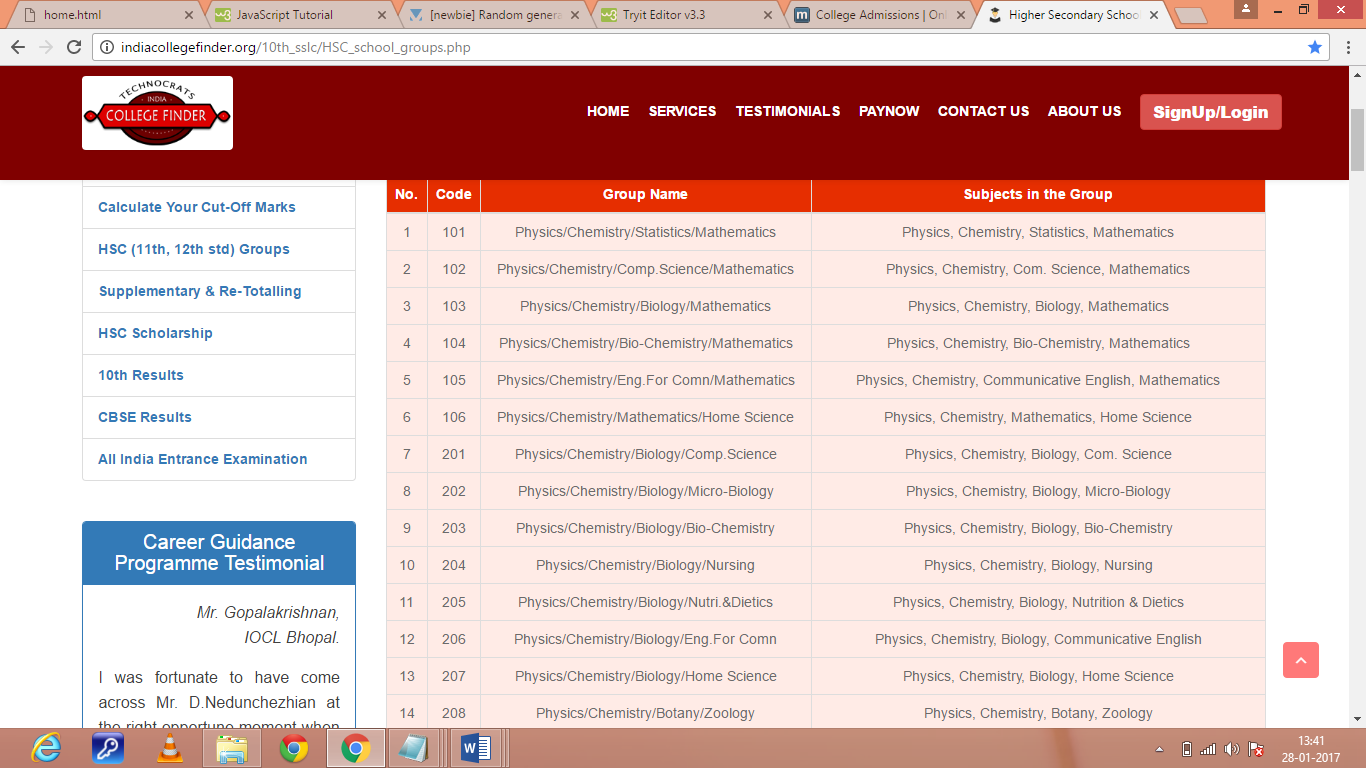 home.html
JavaScript Tutorial
[newbie] Random genera
Tryit Editor v3.3
College Admissions | Onl
Higher Secondary School
indiacollegefinder.org/10th_sslc/HSC_school_groups.php
TECHNOCRATS
INDIA
COLLEGE FINDER
HOME SERVICES TESTIMONIALS PAYNOW CONTACT US ABOUT US SignUp/Login
Calculate Your Cut-Off Marks
HSC (11th, 12th std) Groups
Supplementary & Re-Totalling
HSC Scholarship
10th Results
CBSE Results
All India Entrance Examination
Career Guidance
Programme Testimonial
Mr. Gopalakrishnan,
IOCL Bhopal.
I was fortunate to have come
across Mr. D.Nedunchezhian at
the right opportune moment when
No. Code Group Name Subjects in the Group
1 101 Physics/Chemistry/Statistics/Mathematics Physics, Chemistry, Statistics, Mathematics
2 102 Physics/Chemistry/Comp.Science/Mathematics Physics, Chemistry, Com. Science, Mathematics
3 103 Physics/Chemistry/Biology/Mathematics Physics, Chemistry, Biology, Mathematics
4 104 Physics/Chemistry/Bio-Chemistry/Mathematics Physics, Chemistry, Bio-Chemistry, Mathematics
5 105 Physics/Chemistry/Eng.For Comn/Mathematics Physics, Chemistry, Communicative English, Mathematics
6 106 Physics/Chemistry/Mathematics/Home Science Physics, Chemistry, Mathematics, Home Science
7 201 Physics/Chemistry/Biology/Comp.Science Physics, Chemistry, Biology, Com. Science
8 202 Physics/Chemistry/Biology/Micro-Biology Physics, Chemistry, Biology, Micro-Biology
9 203 Physics/Chemistry/Biology/Bio-Chemistry Physics, Chemistry, Biology, Bio-Chemistry
10 204 Physics/Chemistry/Biology/Nursing Physics, Chemistry, Biology, Nursing
11 205 Physics/Chemistry/Biology/Nutri.&Dietics Physics, Chemistry, Biology, Nutrition & Dietics
12 206 Physics/Chemistry/Biology/Eng.For Comn Physics, Chemistry, Biology, Communicative English
13 207 Physics/Chemistry/Biology/Home Science Physics, Chemistry, Biology, Home Science
14 208 Physics/Chemistry/Botany/Zoology Physics, Chemistry, Botany, Zoology
13:41
28-01-2017